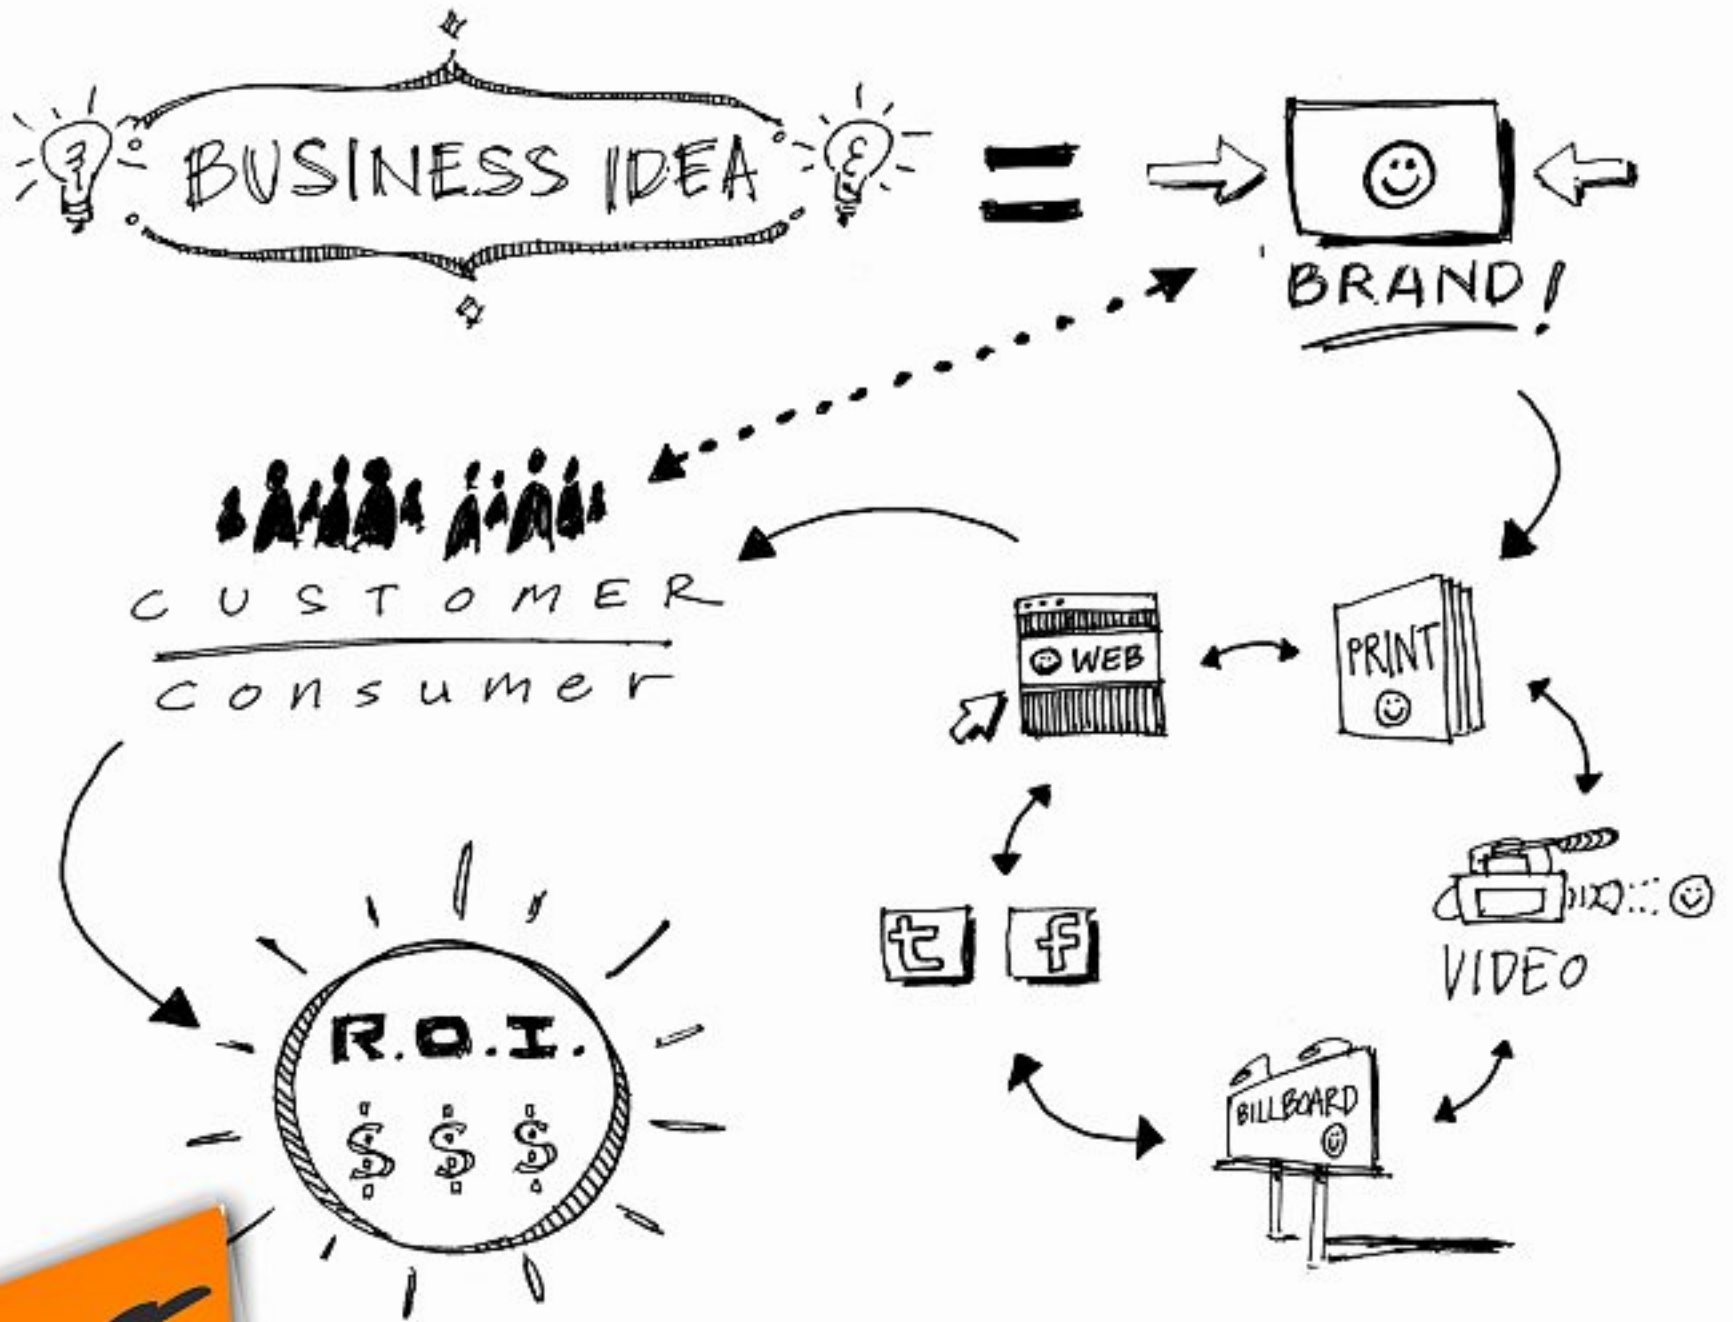 BUSINESS IDEA
=
BRAND!
CUSTOMER
consumer
WEB
PRINT
t f
VIDEO
R.O.I.
$ $ $
BILLBOARD